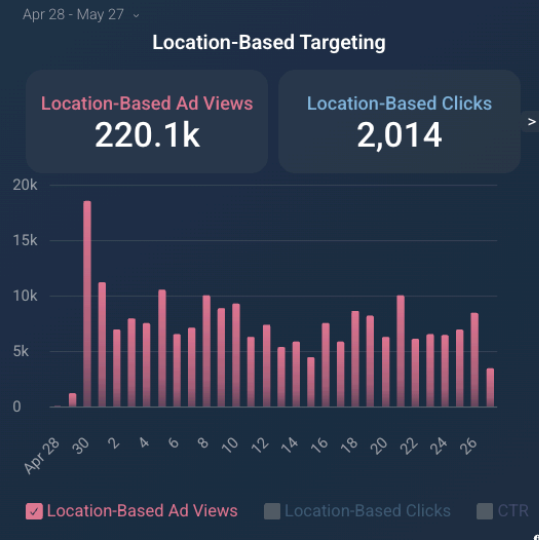 Apr 28 - May 27
Location-Based Targeting
Location-Based Ad Views
220.1k
Location-Based Clicks
2,014
>
20k
15k
10k
5k
0
Apr 28 30 2 4 6 8 10 12 14 16 18 20 22 24 26
Location-Based Ad Views Location-Based Clicks CTR